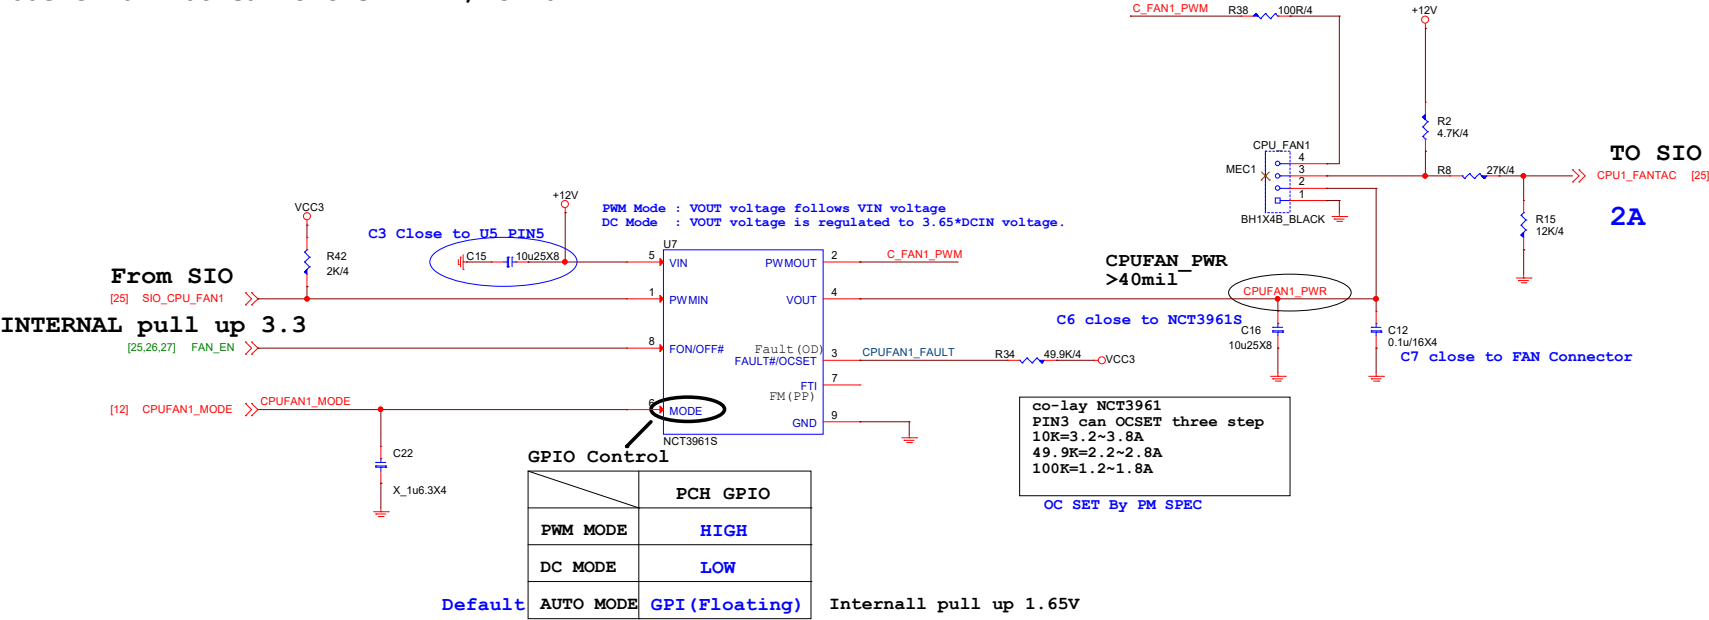 C_FAN1_PWM
R38
100R/4
+12V
R2
4.7K/4
CPU_FAN1
MEC1
4
3
2
1
BH1X4B_BLACK
R8
27K/4
TO SIO
CPU1_FANTAC [25]
2A
R15
12K/4
VCC3
R42
2K/4
+12V
C3 Close to U5 PIN5
C15
10u25X8
PWM Mode : VOUT voltage follows VIN voltage
DC Mode : VOUT voltage is regulated to 3.65*DCIN voltage.
From SIO
[25] SIO_CPU_FAN1
INTERNAL pull up 3.3
[25,26,27] FAN_EN
[12] CPUFAN1_MODE
CPUFAN1_MODE
C22
X_1u6.3X4
U7
5
VIN
1
PWMIN
8
FON/OFF#
6
MODE
PWMOUT
2
C_FAN1_PWM
VOUT
4
Fault(OD)
FAULT#/OCSET
3
CPUFAN1_FAULT
R34
49.9K/4
VCC3
FTI
7
FM(PP)
GND
9
NCT3961S
CPUFAN_PWR
>40mil
CPUFAN1_PWR
C6 close to NCT3961S
C16
10u25X8
C12
0.1u/16X4
C7 close to FAN Connector
co-lay NCT3961
PIN3 can OCSET three step
10K=3.2~3.8A
49.9K=2.2~2.8A
100K=1.2~1.8A
OC SET By PM SPEC
GPIO Control
PCH GPIO
PWM MODE HIGH
DC MODE LOW
Default AUTO MODE GPI(Floating) Internall pull up 1.65V